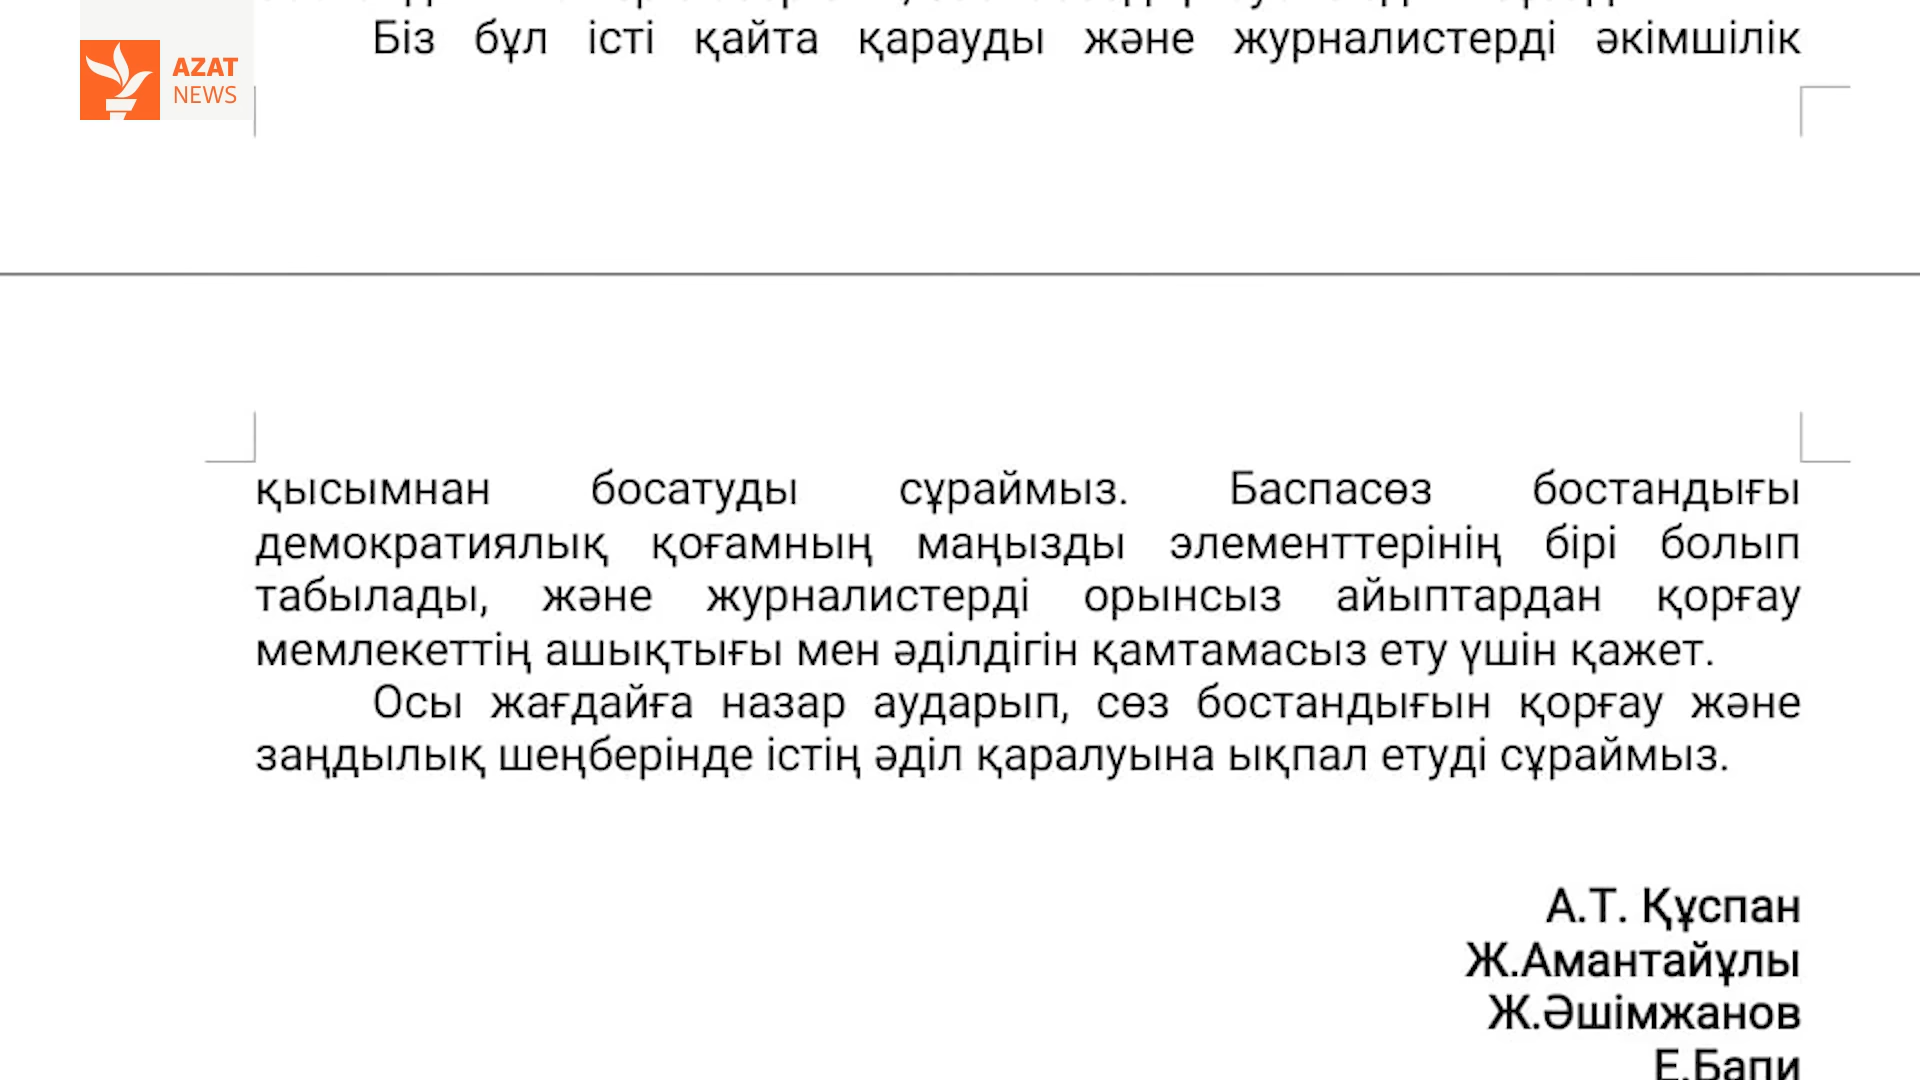 Біз бұл істі қайта қарауды және журналистерді әкімшілік
AZAT
NEWS
қысымнан босатуды сұраймыз. Баспасөз бостандығы
демократиялық қоғамның маңызды элементтерінің бірі болып
табылады, және журналистерді орынсыз айыптардан қорғау
мемлекеттің ашықтығы мен әділдігін қамтамасыз ету үшін қажет.
Осы жағдайға назар аударып, сөз бостандығын қорғау және
заңдылық шеңберінде істің әділ қаралуына ықпал етуді сұраймыз.
А.Т. Құспан
Ж.Амантайұлы
Ж.Әшімжанов
Е.Бапи